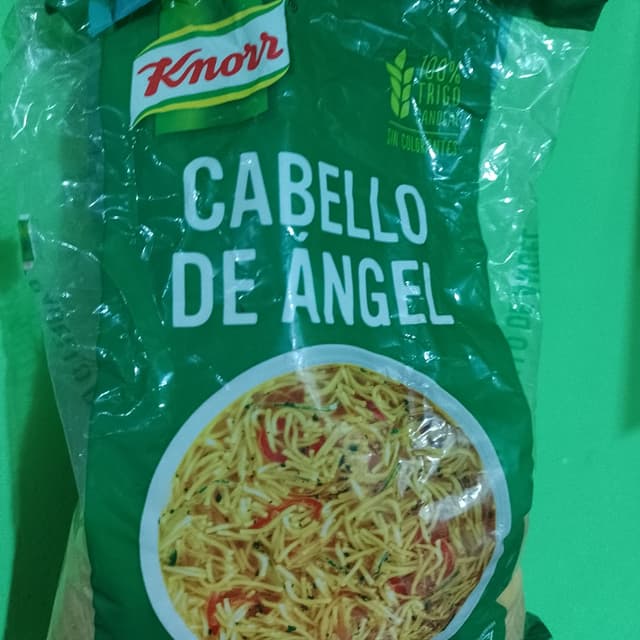 Knorr
100%
TRIGO
CABELLO
DE ÁNGEL